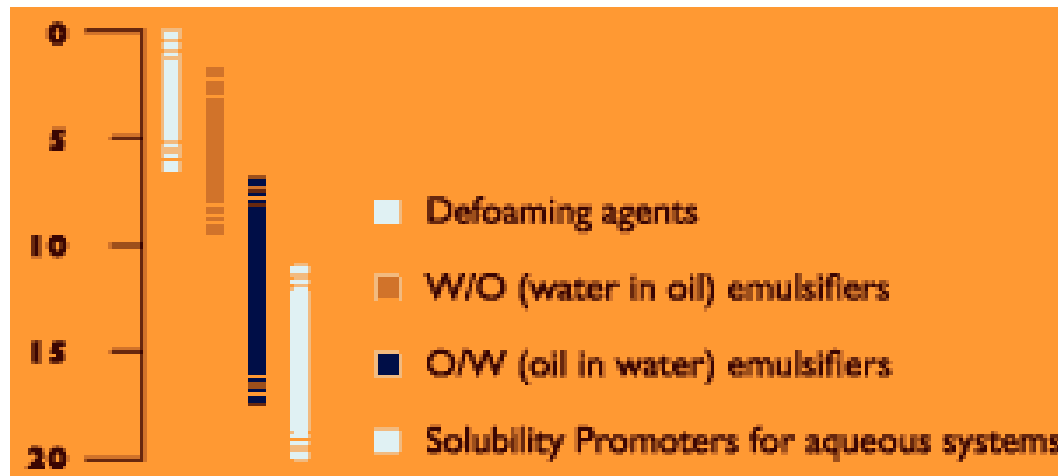 0
5
10
15
20
Defoaming agents
W/O (water in oil) emulsifiers
O/W (oil in water) emulsifiers
Solubility Promoters for aqueous systems